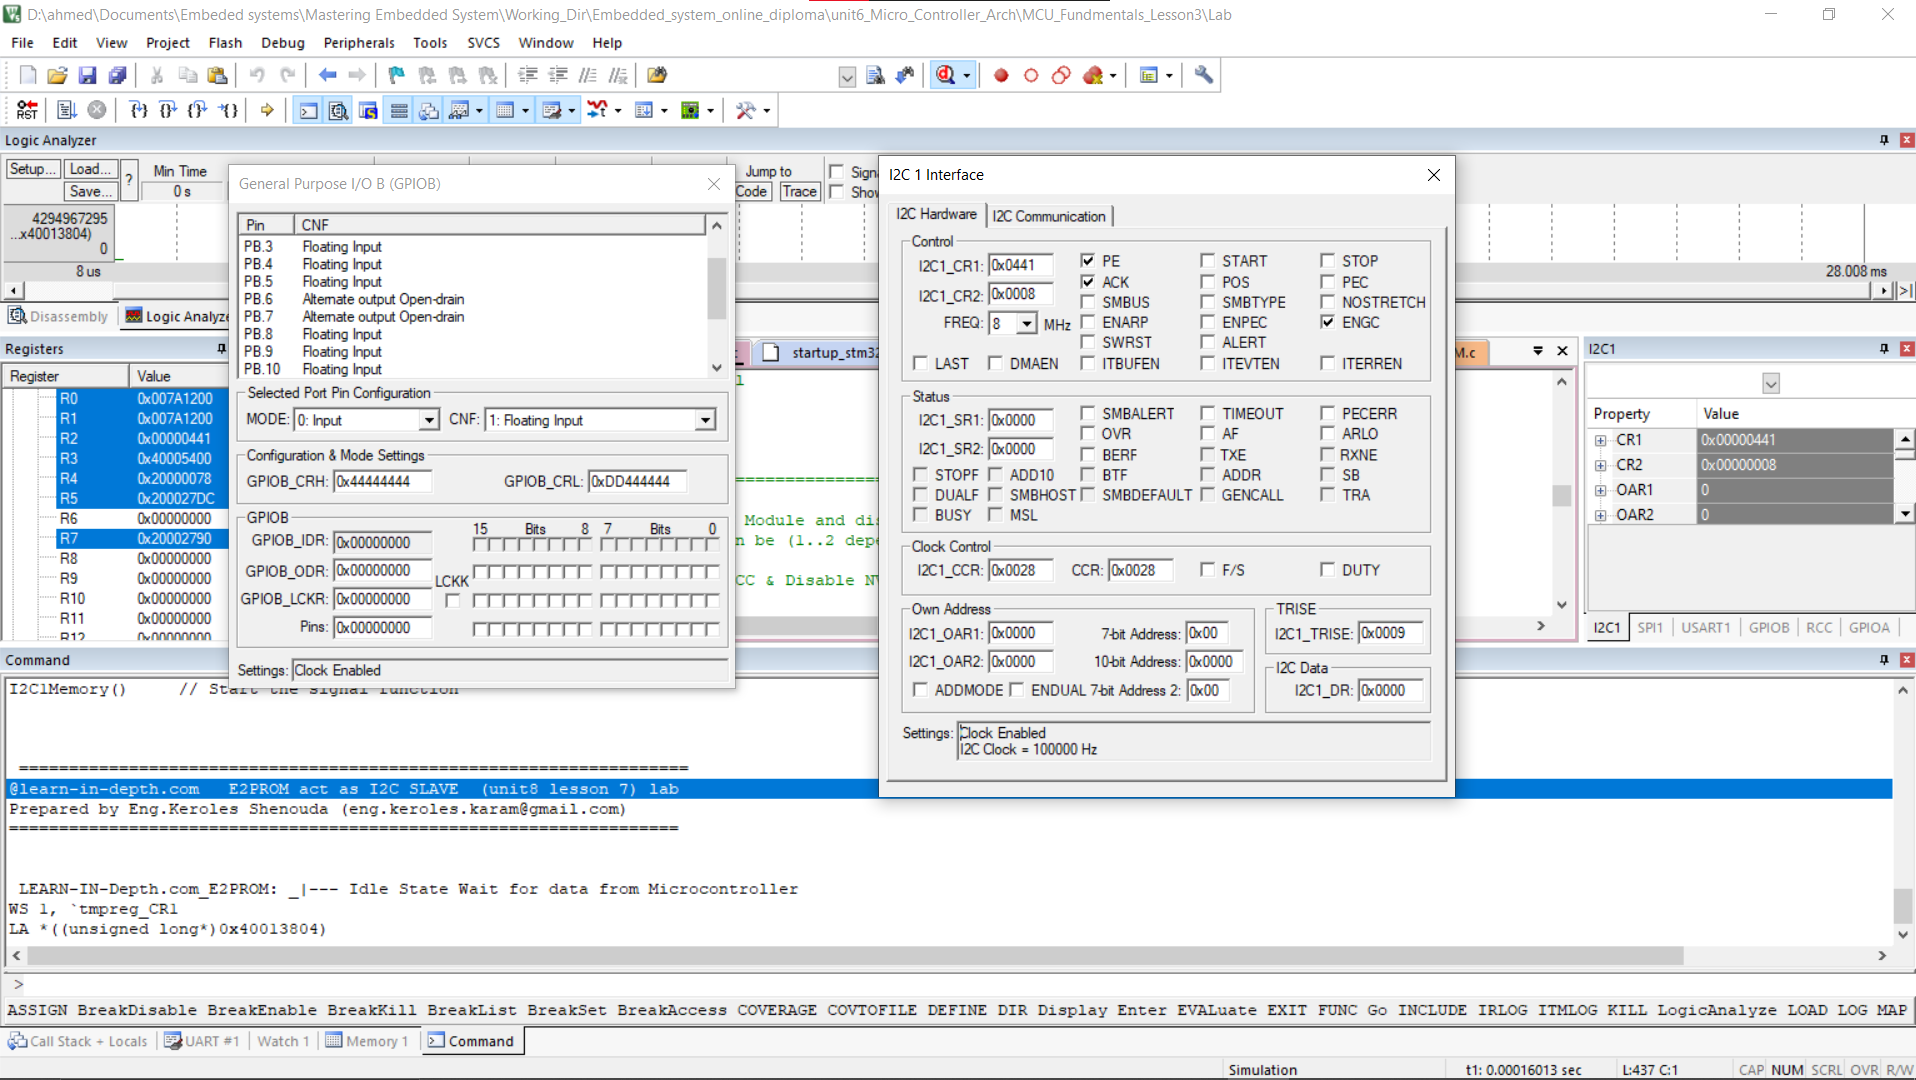 D:\ahmed\Documents\Embeded systems\Mastering Embedded System\Working_Dir\Embedded_system_online_diploma\unit6_Micro_Controller_Arch\MCU_Fundmentals_Lesson3\Lab
File Edit View Project Flash Debug Peripherals Tools SVCS Window Help
RST
Logic Analyzer
Setup... Load... Save... ? Min Time 0 s
Jump to Code Trace
4294967295
...x40013804)
0
8 us
28.008 ms
Disassembly Logic Analyze
Registers
Register Value
R0 0x007A1200
R1 0x007A1200
R2 0x00000441
R3 0x40005400
R4 0x20000078
R5 0x200027DC
R6 0x00000000
R7 0x20002790
R8 0x00000000
R9 0x00000000
R10 0x00000000
R11 0x00000000
R12 0x00000000
General Purpose I/O B (GPIOB)
Pin CNF
PB.3 Floating Input
PB.4 Floating Input
PB.5 Floating Input
PB.6 Alternate output Open-drain
PB.7 Alternate output Open-drain
PB.8 Floating Input
PB.9 Floating Input
PB.10 Floating Input
Selected Port Pin Configuration
MODE: 0: Input CNF: 1: Floating Input
Configuration & Mode Settings
GPIOB_CRH: 0x44444444 GPIOB_CRL: 0xDD444444
GPIOB
15 Bits 8 7 Bits 0
GPIOB_IDR: 0x00000000
GPIOB_ODR: 0x00000000
LCKK
GPIOB_LCKR: 0x00000000
Pins: 0x00000000
Settings: Clock Enabled
startup_stm32
M.c
Module and dis
n be (1..2 depe
CC & Disable NV
I2C 1 Interface
I2C Hardware I2C Communication
Control
I2C1_CR1: 0x0441 PE START STOP
ACK POS PEC
I2C1_CR2: 0x0008 SMBUS SMBTYPE NOSTRETCH
FREQ: 8 MHz ENARP ENPEC ENGC
SWRST ALERT
LAST DMAEN ITBUFEN ITEVTEN ITERREN
Status
I2C1_SR1: 0x0000 SMBALERT TIMEOUT PECERR
OVR AF ARLO
I2C1_SR2: 0x0000 BERF TXE RXNE
STOPF ADD10 BTF ADDR SB
DUALF SMBHOST SMBDEFAULT GENCALL TRA
BUSY MSL
Clock Control
I2C1_CCR: 0x0028 CCR: 0x0028 F/S DUTY
Own Address
I2C1_OAR1: 0x0000 7-bit Address: 0x00
I2C1_OAR2: 0x0000 10-bit Address: 0x0000
ADDMODE ENDUAL 7-bit Address 2: 0x00
TRISE
I2C1_TRISE: 0x0009
I2C Data
I2C1_DR: 0x0000
Settings: Clock Enabled
I2C Clock = 100000 Hz
I2C1
Property Value
CR1 0x00000441
CR2 0x00000008
OAR1 0
OAR2 0
I2C1 SPI1 USART1 GPIOB RCC GPIOA
Command
I2C1Memory() // Start the signal function
===================================================================
@learn-in-depth.com E2PROM act as I2C SLAVE (unit8 lesson 7) lab
Prepared by Eng.Keroles Shenouda (eng.keroles.karam@gmail.com)
===================================================================
LEARN-IN-Depth.com_E2PROM: _|--- Idle State Wait for data from Microcontroller
WS 1, `tmpreg_CR1
LA *((unsigned long*)0x40013804)
>
ASSIGN BreakDisable BreakEnable BreakKill BreakList BreakSet BreakAccess COVERAGE COVTOFILE DEFINE DIR Display Enter EVALuate EXIT FUNC Go INCLUDE IRLOG ITMLOG KILL LogicAnalyze LOAD LOG MAP
Call Stack + Locals UART #1 Watch 1 Memory 1 Command
Simulation t1: 0.00016013 sec L:437 C:1 CAP NUM SCRL OVR R/W